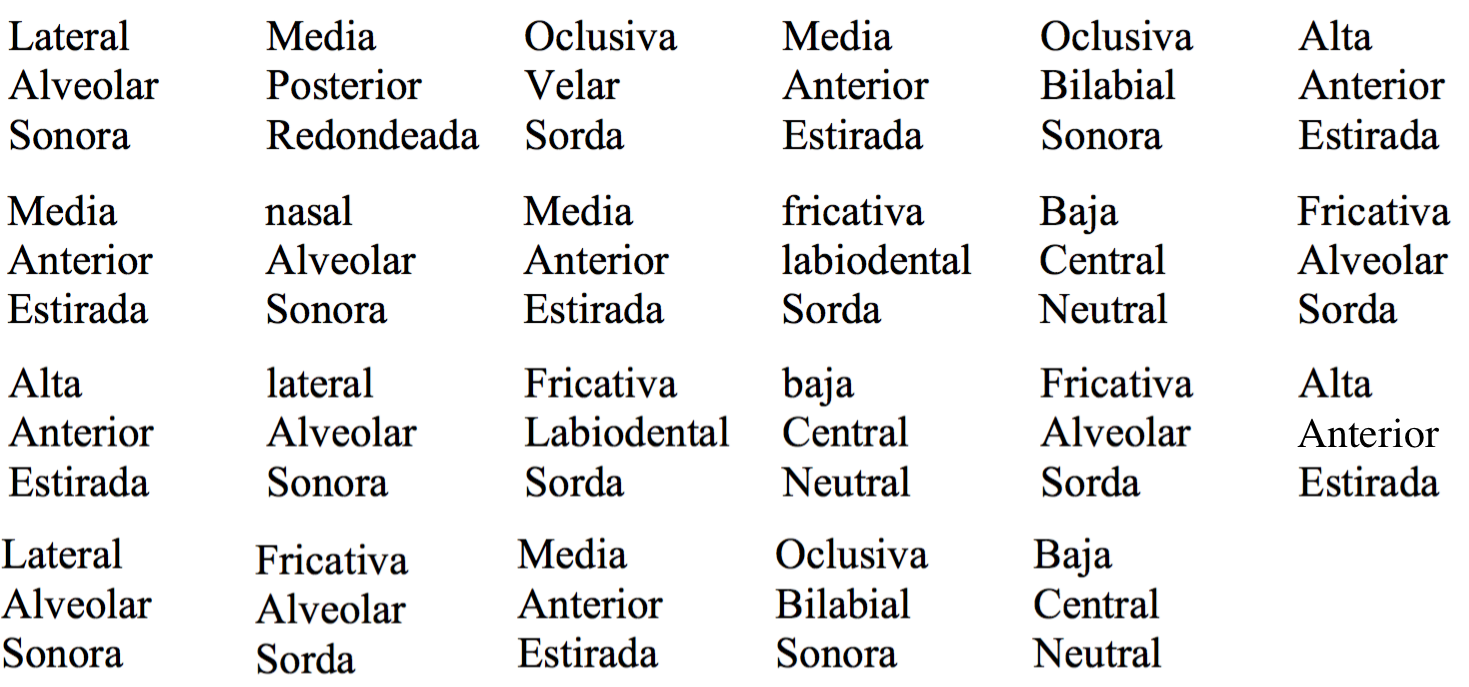 Lateral Media Oclusiva Media Oclusiva Alta
Alveolar Posterior Velar Anterior Bilabial Anterior
Sonora Redondeada Sorda Estirada Sonora Estirada
Media nasal Media fricativa Baja Fricativa
Anterior Alveolar Anterior labiodental Central Alveolar
Estirada Sonora Estirada Sorda Neutral Sorda
Alta lateral Fricativa baja Fricativa Alta
Anterior Alveolar Labiodental Central Alveolar Anterior
Estirada Sonora Sorda Neutral Sorda Estirada
Lateral Fricativa Media Oclusiva Baja
Alveolar Alveolar Anterior Bilabial Central
Sonora Sorda Estirada Sonora Neutral